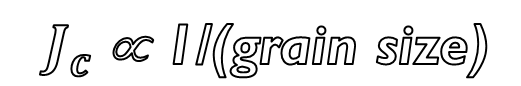 J_c ∝ 1/(grain size)